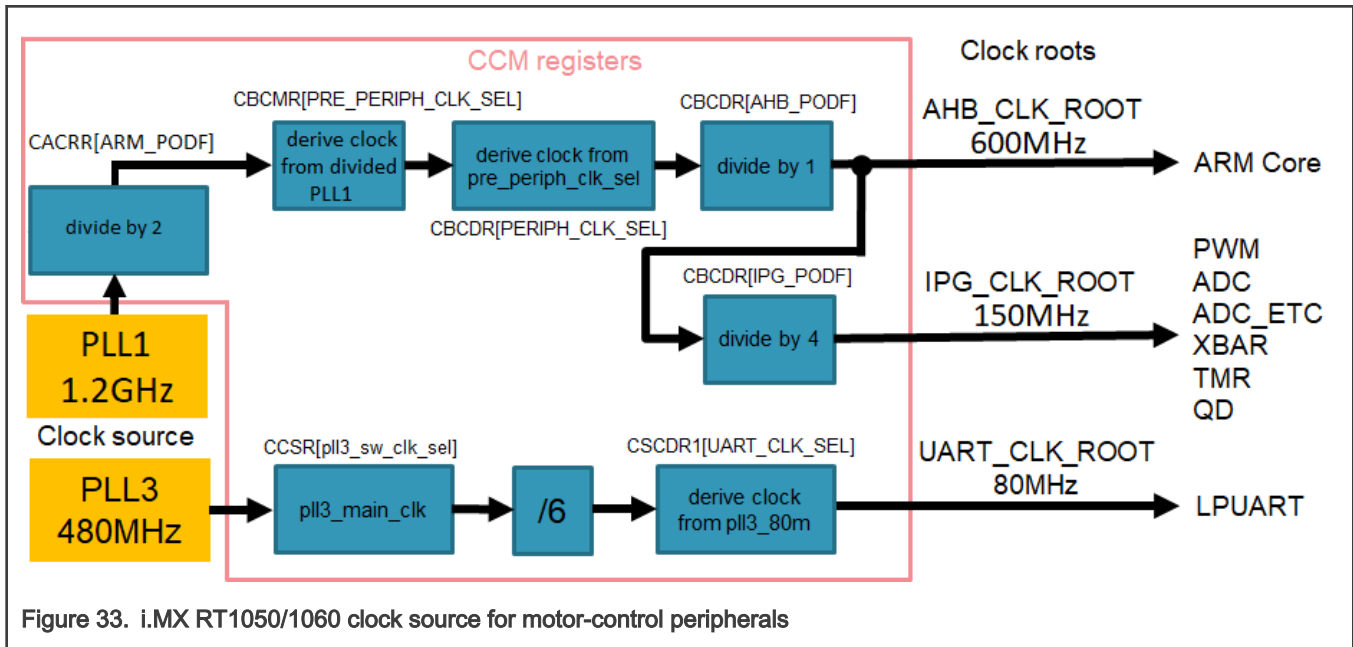 CCM registers
Clock roots
CBCMR[PRE_PERIPH_CLK_SEL]
CBCDR[AHB_PODF]
AHB_CLK_ROOT
600MHz
CACRR[ARM_PODF]
derive clock
from divided
PLL1
derive clock from
pre_periph_clk_sel
divide by 1
ARM Core
divide by 2
CBCDR[PERIPH_CLK_SEL]
CBCDR[IPG_PODF]
IPG_CLK_ROOT
150MHz
PWM
ADC
ADC_ETC
XBAR
TMR
QD
divide by 4
PLL1
1.2GHz
Clock source
CCSR[pll3_sw_clk_sel]
CSCDR1[UART_CLK_SEL]
UART_CLK_ROOT
80MHz
PLL3
480MHz
pll3_main_clk
/6
derive clock
from pll3_80m
LPUART
Figure 33. i.MX RT1050/1060 clock source for motor-control peripherals